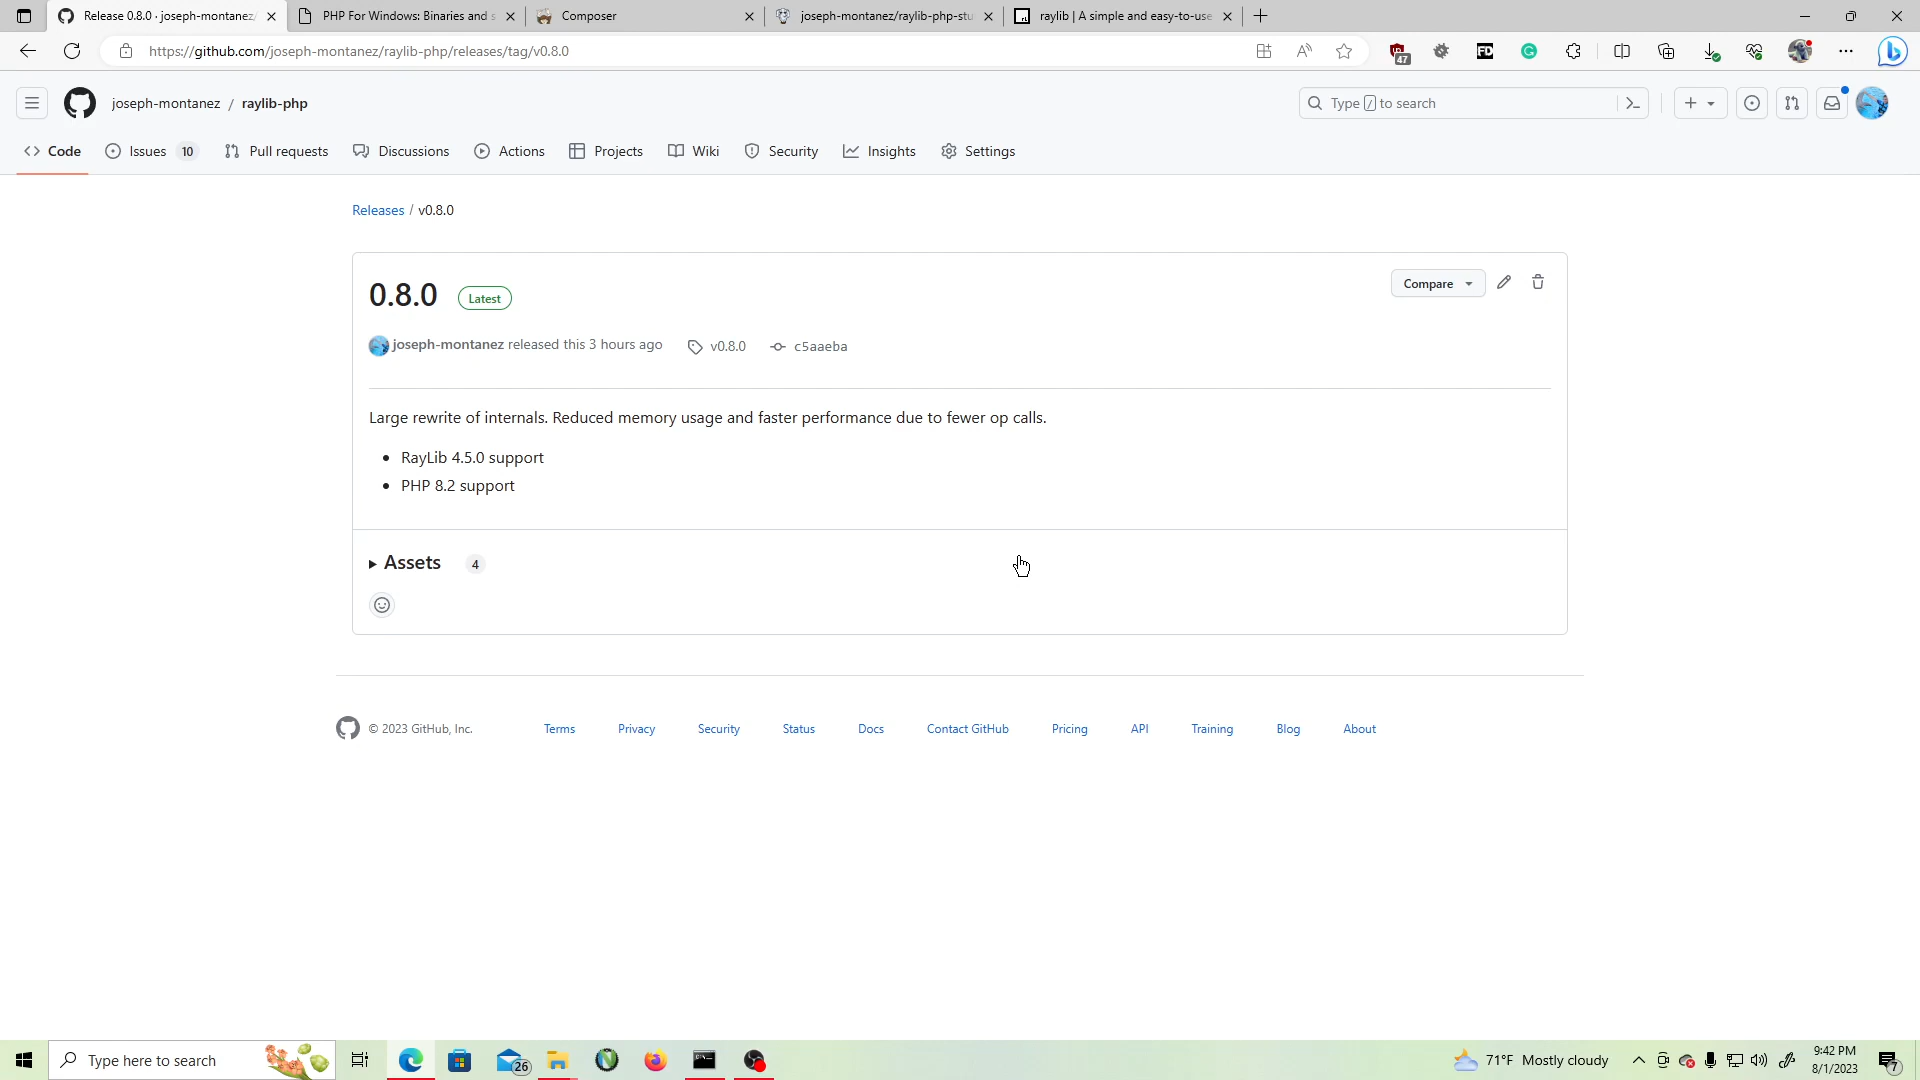 Release 0.8.0 · joseph-montanez/
PHP For Windows: Binaries and s
Composer
joseph-montanez/raylib-php-stu
raylib | A simple and easy-to-use
https://github.com/joseph-montanez/raylib-php/releases/tag/v0.8.0
47
FD
joseph-montanez / raylib-php
Type / to search
Code
Issues 10
Pull requests
Discussions
Actions
Projects
Wiki
Security
Insights
Settings
Releases / v0.8.0
0.8.0 Latest
Compare
joseph-montanez released this 3 hours ago
v0.8.0
c5aaeba
Large rewrite of internals. Reduced memory usage and faster performance due to fewer op calls.
• RayLib 4.5.0 support
• PHP 8.2 support
Assets 4
© 2023 GitHub, Inc.
Terms
Privacy
Security
Status
Docs
Contact GitHub
Pricing
API
Training
Blog
About
Type here to search
26
71°F Mostly cloudy
9:42 PM
8/1/2023
7